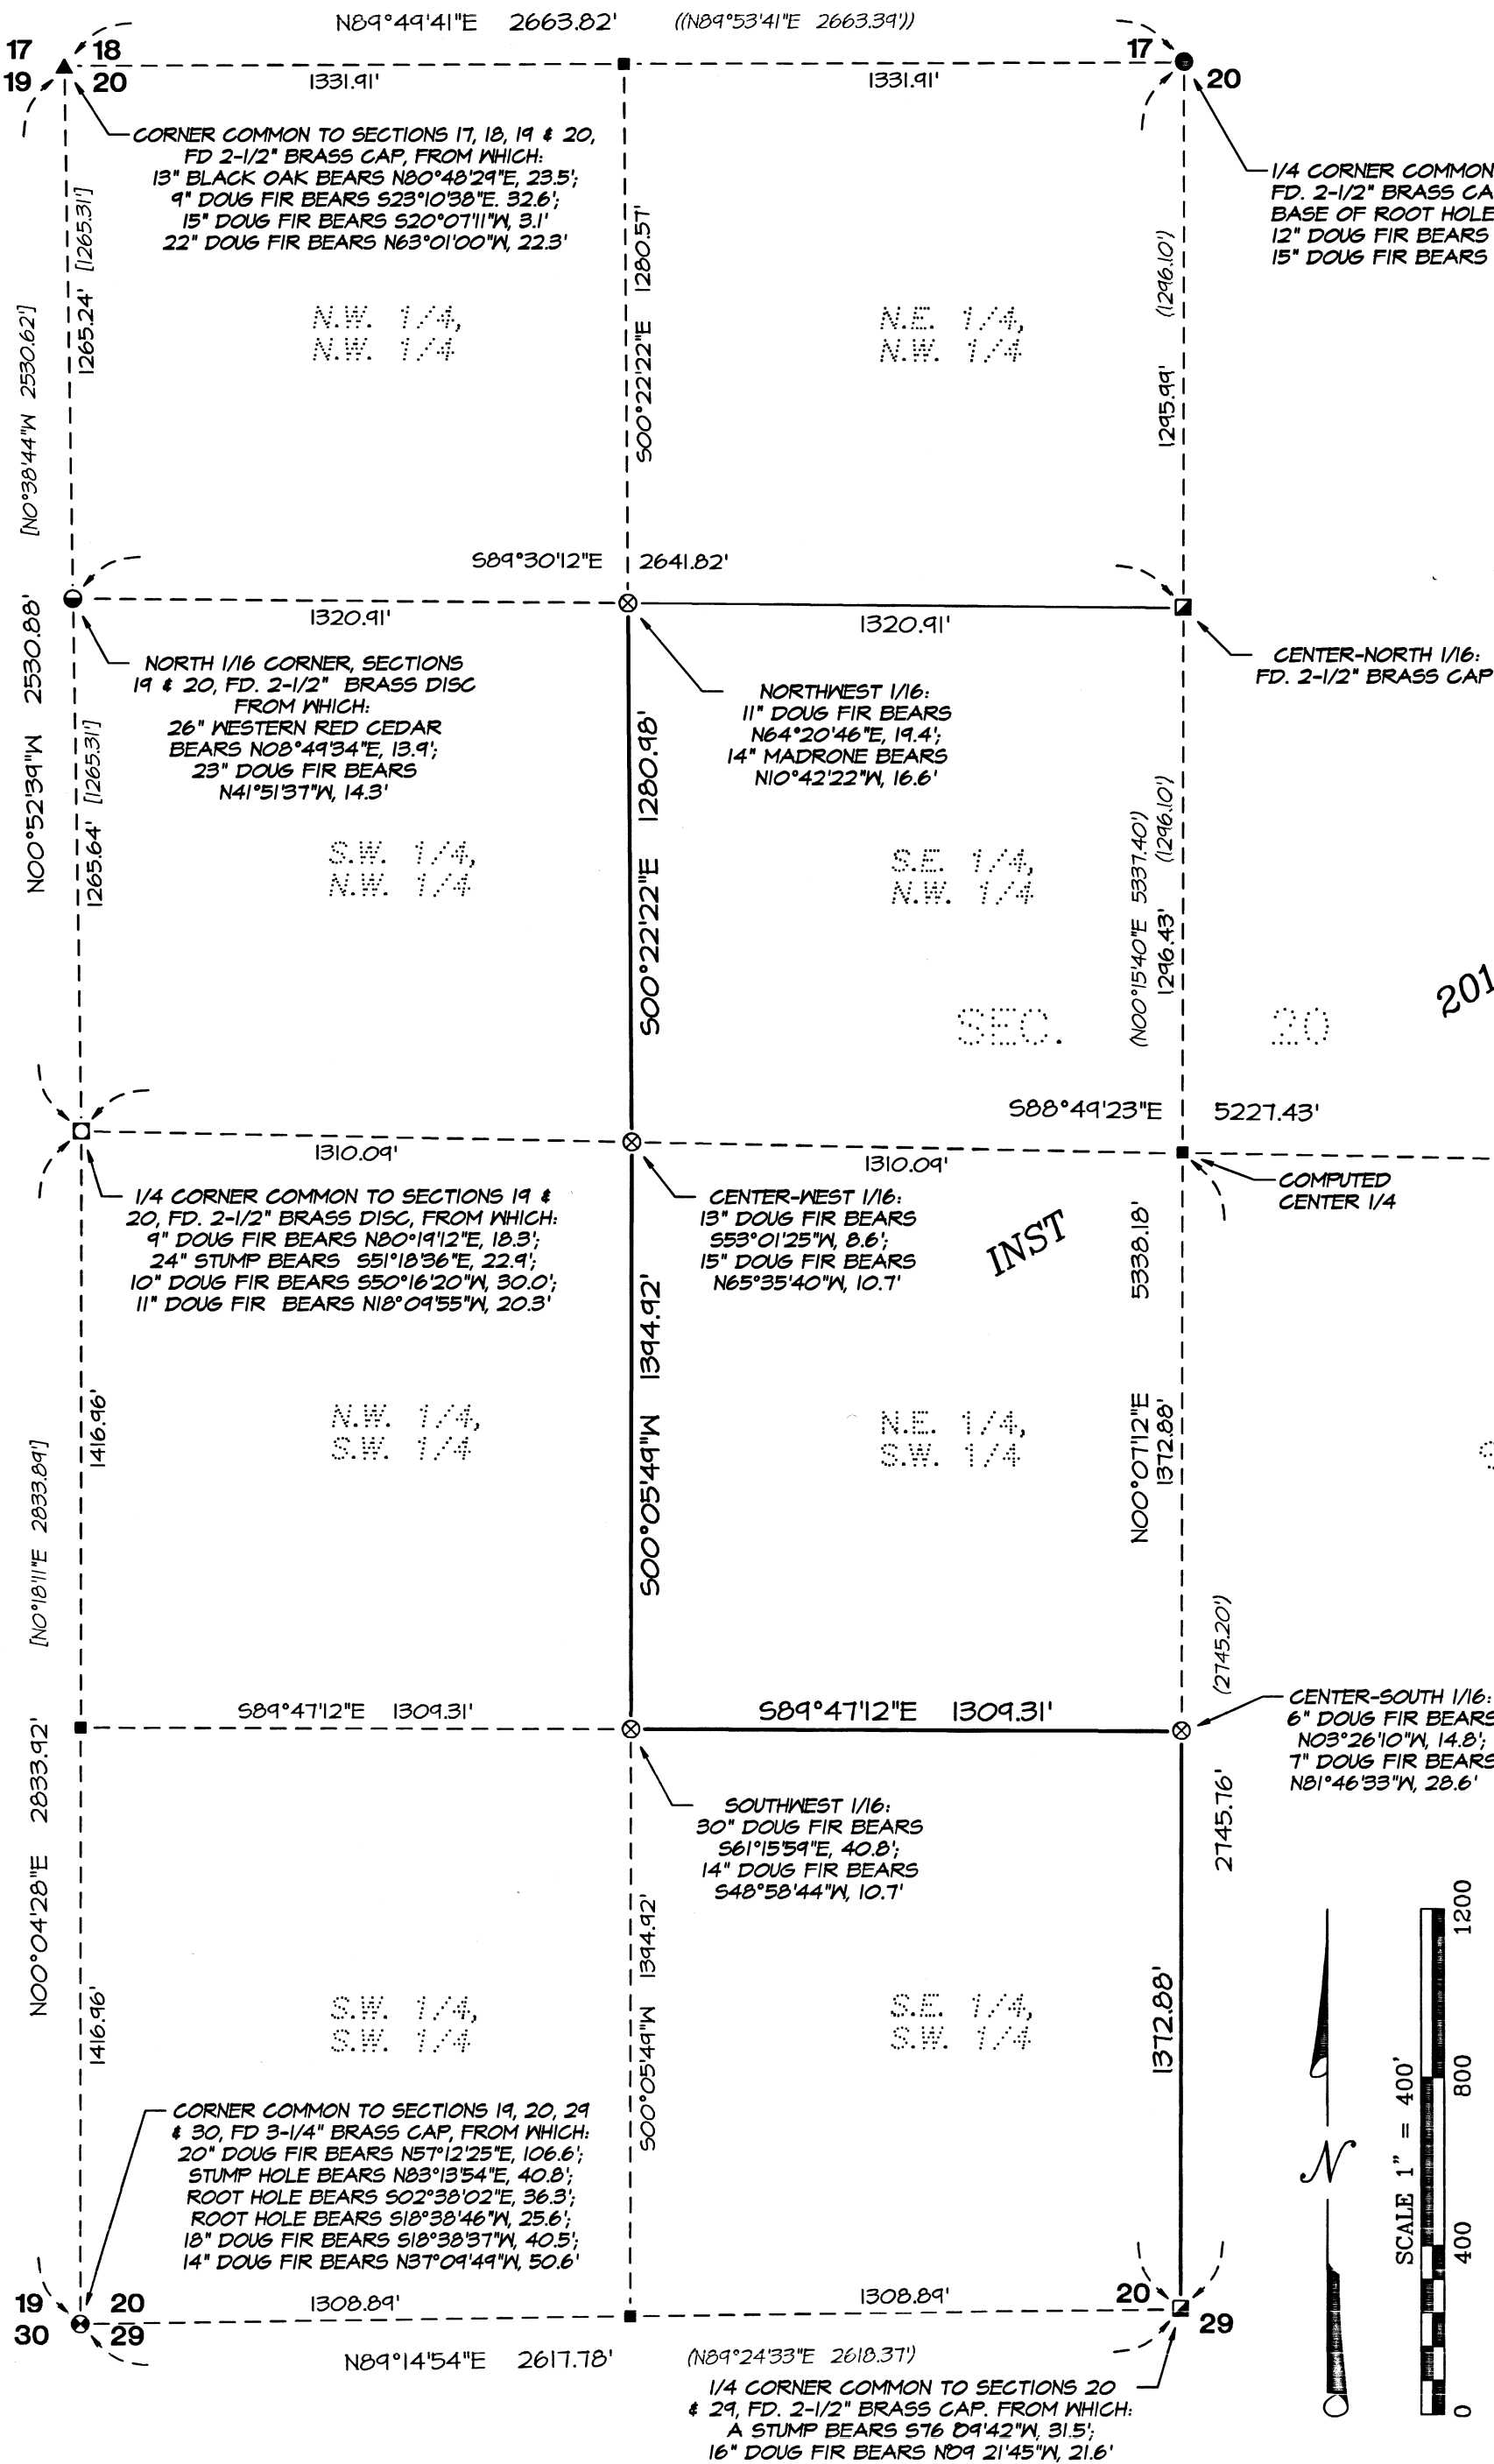 N89°49'41"E 2663.82' ((N89°53'41"E 2663.39'))
17 18
19 20
17
20
1331.91'
1331.91'
CORNER COMMON TO SECTIONS 17, 18, 19 & 20,
FD 2-1/2" BRASS CAP, FROM WHICH:
13" BLACK OAK BEARS N80°48'29"E, 23.5';
9" DOUG FIR BEARS S23°10'38"E. 32.6';
15" DOUG FIR BEARS S20°07'11"W, 3.1'
22" DOUG FIR BEARS N63°01'00"W, 22.3'
1/4 CORNER COMMON
FD. 2-1/2" BRASS CA
BASE OF ROOT HOLE
12" DOUG FIR BEARS
15" DOUG FIR BEARS
1265.24' [1265.31']
[N0°38'44"W 2530.62']
N00°52'39"W 2530.88'
S00°22'22"E 1280.57'
1295.99' (1296.10')
N.W. 1/4,
N.W. 1/4
N.E. 1/4,
N.W. 1/4
S89°30'12"E 2641.82'
1320.91'
1320.91'
NORTH 1/16 CORNER, SECTIONS
19 & 20, FD. 2-1/2" BRASS DISC
FROM WHICH:
26" WESTERN RED CEDAR
BEARS N08°49'34"E, 13.9';
23" DOUG FIR BEARS
N41°51'37"W, 14.3'
NORTHWEST 1/16:
11" DOUG FIR BEARS
N64°20'46"E, 19.4';
14" MADRONE BEARS
N10°42'22"W, 16.6'
CENTER-NORTH 1/16:
FD. 2-1/2" BRASS CAP
1265.64' [1265.31']
S00°22'22"E 1280.98'
(N00°15'40"E 5337.40')
1296.43' (1296.10')
S.W. 1/4,
N.W. 1/4
S.E. 1/4,
N.W. 1/4
SEC. 20
201
S88°49'23"E 5227.43'
1310.09'
1310.09'
1/4 CORNER COMMON TO SECTIONS 19 &
20, FD. 2-1/2" BRASS DISC, FROM WHICH:
9" DOUG FIR BEARS N80°19'12"E, 18.3';
24" STUMP BEARS S51°18'36"E, 22.9';
10" DOUG FIR BEARS S50°16'20"W, 30.0';
11" DOUG FIR BEARS N18°09'55"W, 20.3'
CENTER-WEST 1/16:
13" DOUG FIR BEARS
S53°01'25"W, 8.6';
15" DOUG FIR BEARS
N65°35'40"W, 10.7'
COMPUTED
CENTER 1/4
INST
1416.96'
[N0°18'11"E 2833.89']
N00°04'28"E 2833.92'
S00°05'49"W 1394.92'
N00°07'12"E 5338.18'
1372.88'
(2745.20')
2745.76'
N.W. 1/4,
S.W. 1/4
N.E. 1/4,
S.W. 1/4
S89°47'12"E 1309.31'
S89°47'12"E 1309.31'
CENTER-SOUTH 1/16:
6" DOUG FIR BEARS
N03°26'10"W, 14.8';
7" DOUG FIR BEARS
N81°46'33"W, 28.6'
SOUTHWEST 1/16:
30" DOUG FIR BEARS
S61°15'59"E, 40.8';
14" DOUG FIR BEARS
S48°58'44"W, 10.7'
1416.96'
S00°05'49"W 1394.92'
1372.88'
S.W. 1/4,
S.W. 1/4
S.E. 1/4,
S.W. 1/4
CORNER COMMON TO SECTIONS 19, 20, 29
& 30, FD 3-1/4" BRASS CAP, FROM WHICH:
20" DOUG FIR BEARS N57°12'25"E, 106.6';
STUMP HOLE BEARS N83°13'54"E, 40.8';
ROOT HOLE BEARS S02°38'02"E, 36.3';
ROOT HOLE BEARS S18°38'46"W, 25.6';
18" DOUG FIR BEARS S18°38'37"W, 40.5';
14" DOUG FIR BEARS N37°09'49"W, 50.6'
N
SCALE 1" = 400'
0 400 800 1200
19 20
30 29
1308.89'
1308.89'
20
29
N89°14'54"E 2617.78' (N89°24'33"E 2618.37')
1/4 CORNER COMMON TO SECTIONS 20
& 29, FD. 2-1/2" BRASS CAP. FROM WHICH:
A STUMP BEARS S76 09'42"W, 31.5';
16" DOUG FIR BEARS N09 21'45"W, 21.6'